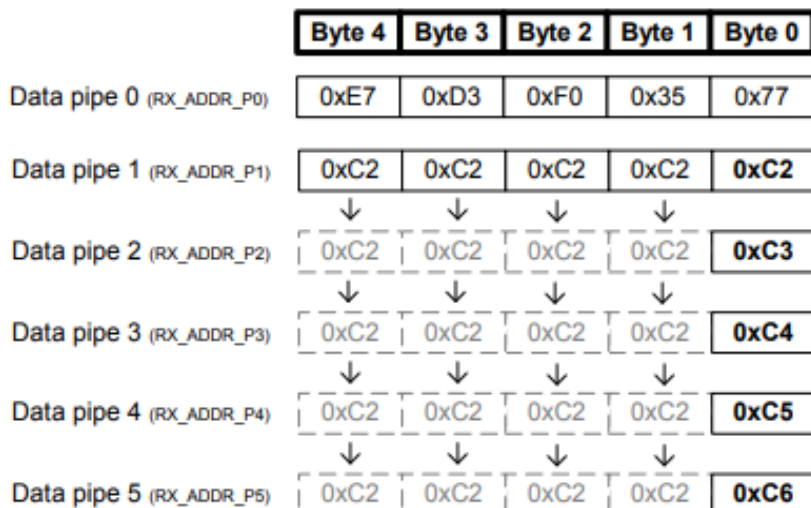 Byte 4 Byte 3 Byte 2 Byte 1 Byte 0
Data pipe 0 (RX_ADDR_P0) 0xE7 0xD3 0xF0 0x35 0x77
Data pipe 1 (RX_ADDR_P1) 0xC2 0xC2 0xC2 0xC2 0xC2
Data pipe 2 (RX_ADDR_P2) 0xC2 0xC2 0xC2 0xC2 0xC3
Data pipe 3 (RX_ADDR_P3) 0xC2 0xC2 0xC2 0xC2 0xC4
Data pipe 4 (RX_ADDR_P4) 0xC2 0xC2 0xC2 0xC2 0xC5
Data pipe 5 (RX_ADDR_P5) 0xC2 0xC2 0xC2 0xC2 0xC6